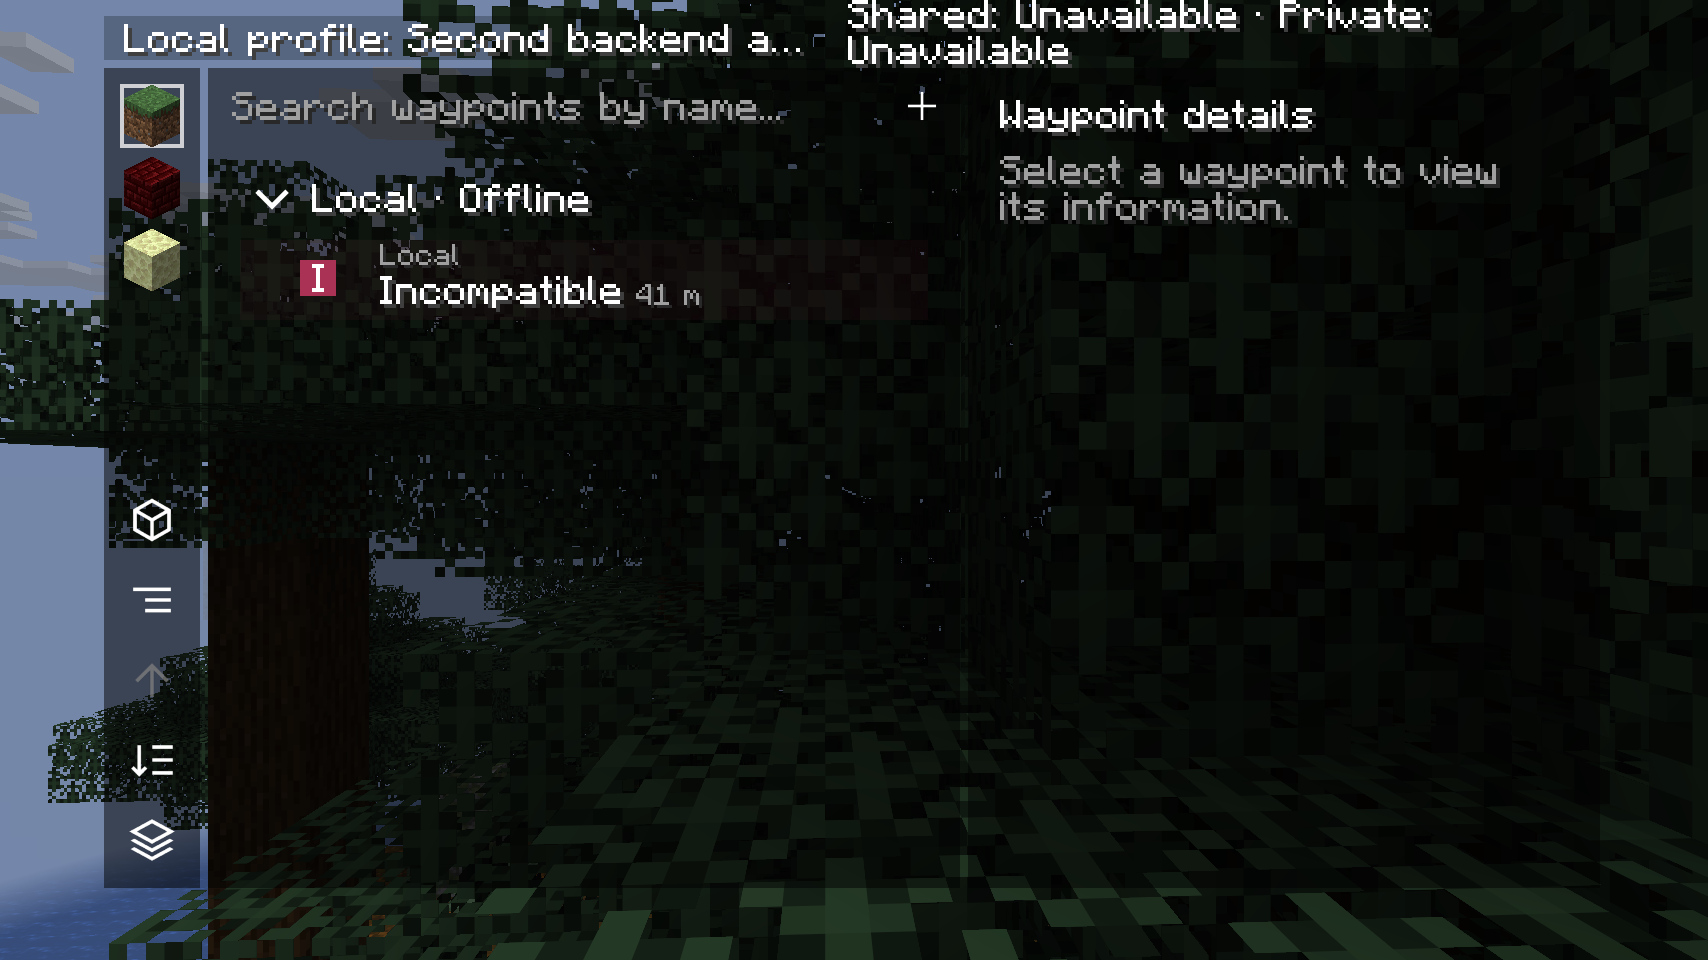 Local profile: Second backend a...
Shared: Unavailable · Private:
Unavailable
Search waypoints by name...
Waypoint details
Select a waypoint to view
its information.
Local · Offline
I
Local
Incompatible 41 m